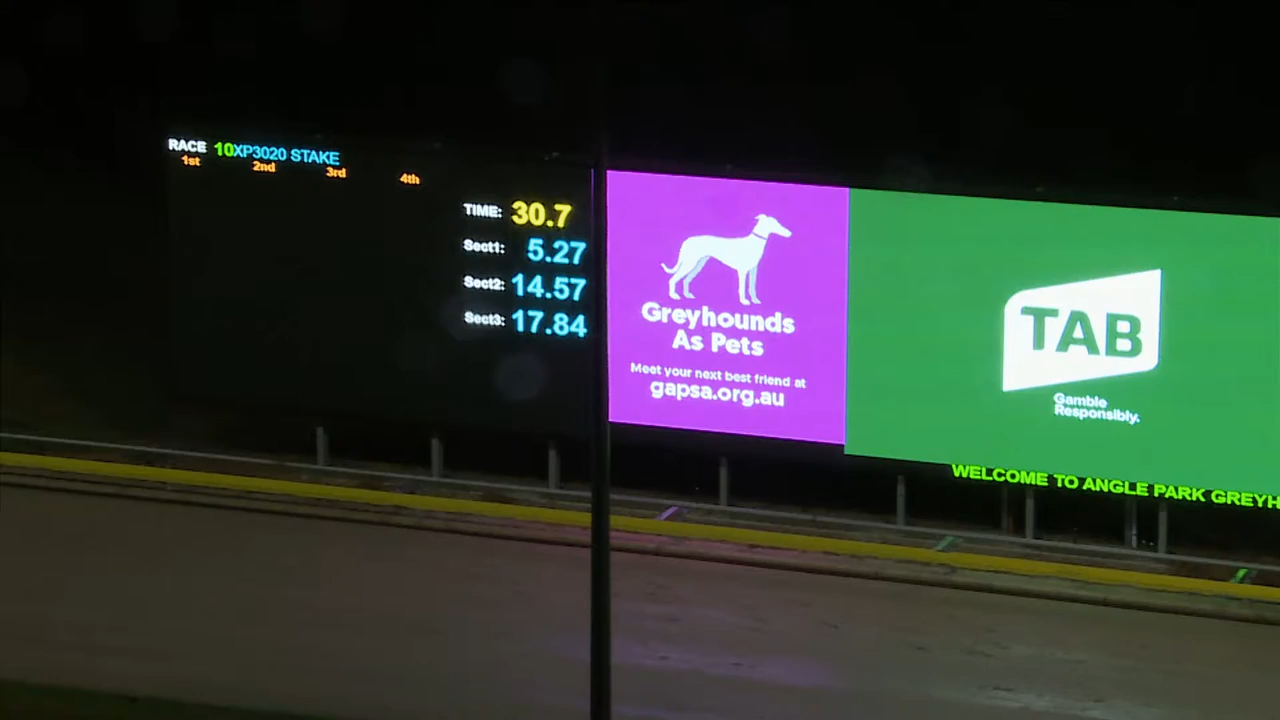 RACE 10XP3020 STAKE
1st 2nd 3rd 4th
TIME: 30.7
Sect1: 5.27
Sect2: 14.57
Sect3: 17.84
Greyhounds
As Pets
Meet your next best friend at
gapsa.org.au
TAB
Gamble
Responsibly.
WELCOME TO ANGLE PARK GREYH